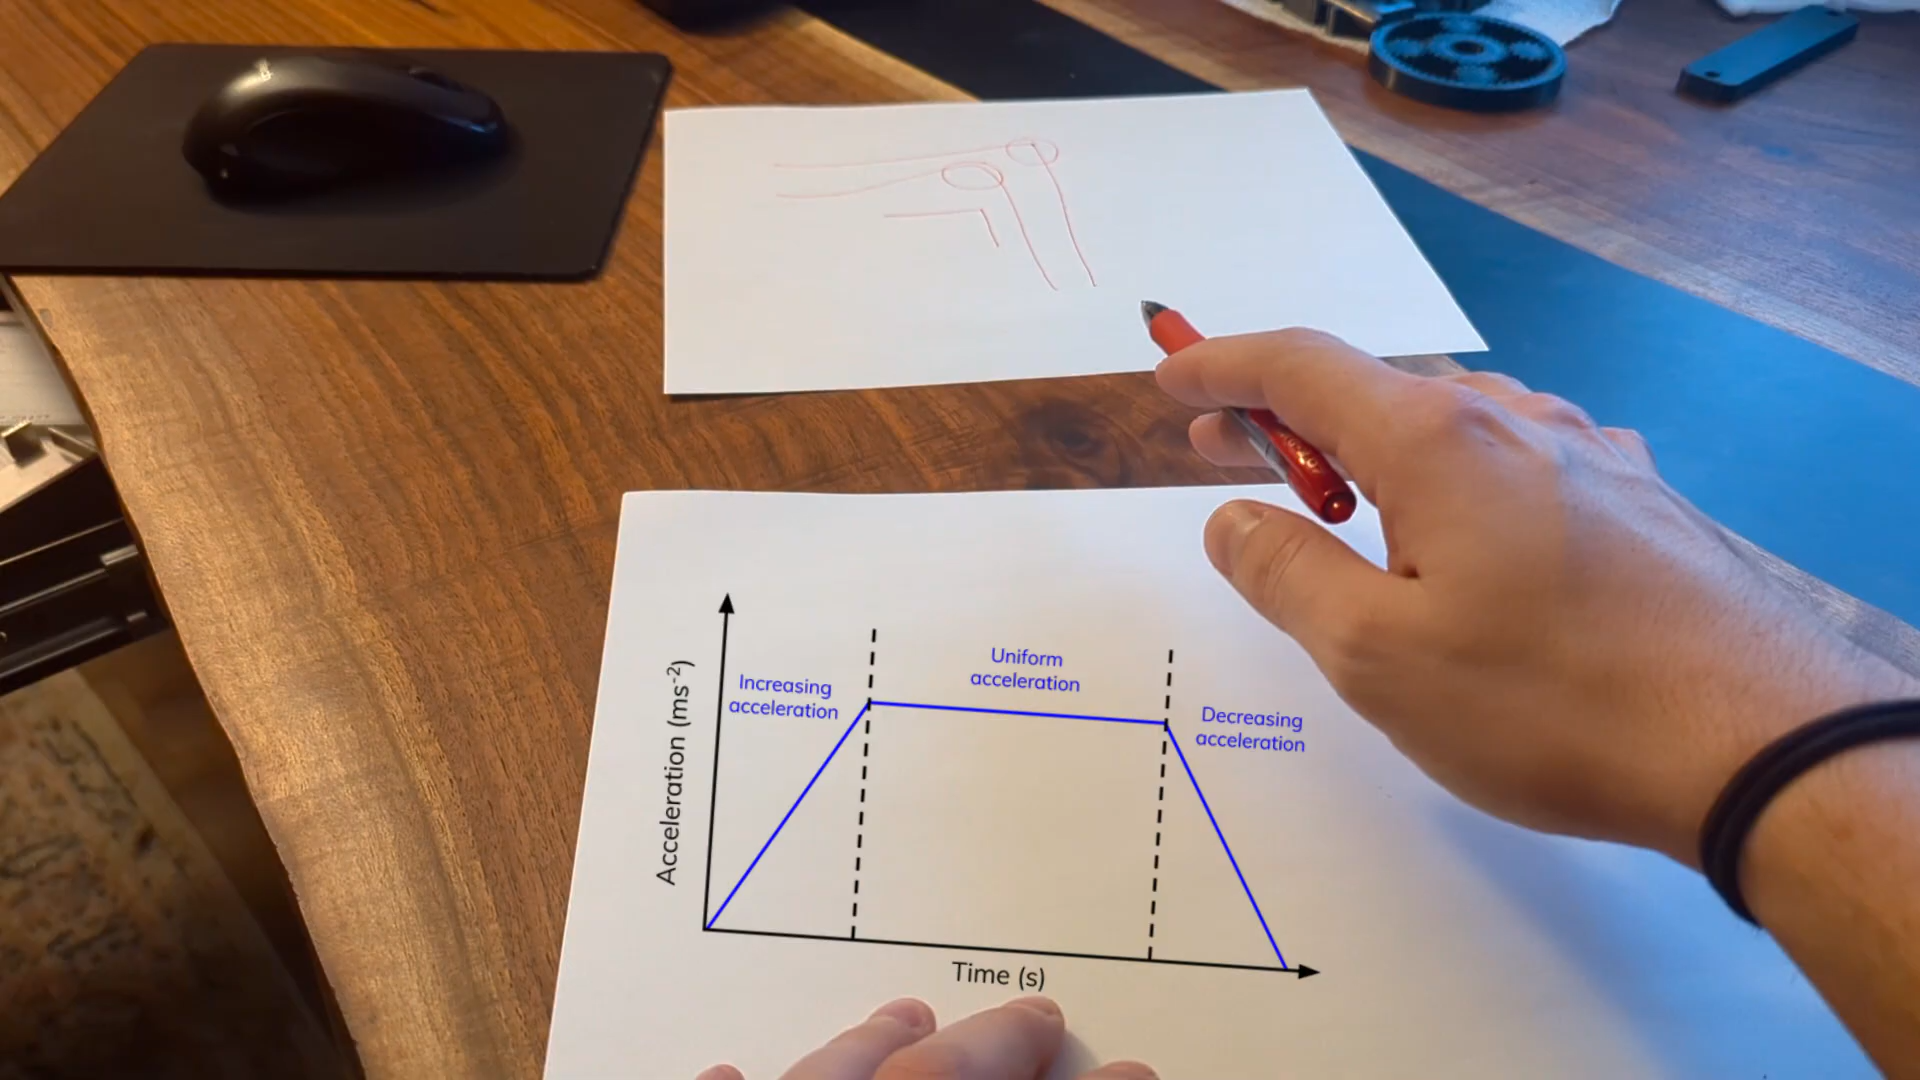 Increasing
acceleration
Uniform
acceleration
Decreasing
acceleration
Acceleration (ms⁻²)
Time (s)